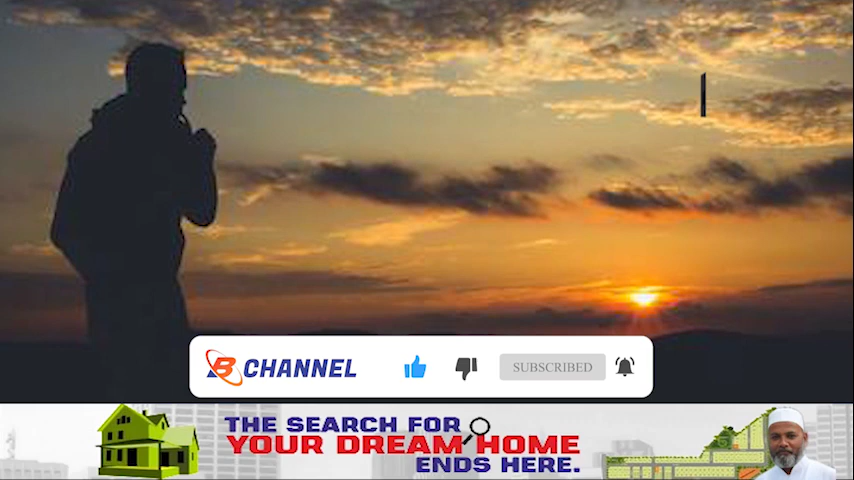 B CHANNEL
SUBSCRIBED
THE SEARCH FOR
YOUR DREAM HOME
ENDS HERE.